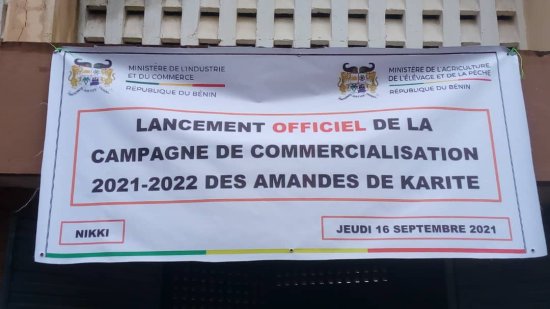 MINISTÈRE DE L'INDUSTRIE
ET DU COMMERCE
RÉPUBLIQUE DU BÉNIN
MINISTÈRE DE L'AGRICULTURE
DE L'ÉLEVAGE ET DE LA PÊCHE
RÉPUBLIQUE DU BÉNIN
LANCEMENT OFFICIEL DE LA
CAMPAGNE DE COMMERCIALISATION
2021-2022 DES AMANDES DE KARITE
NIKKI
JEUDI 16 SEPTEMBRE 2021